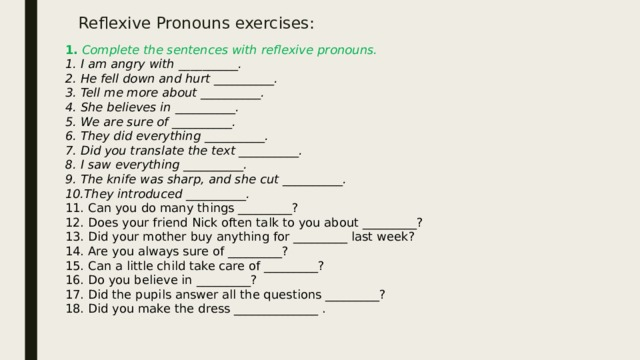 Reflexive Pronouns exercises:
1. Complete the sentences with reflexive pronouns.
1. I am angry with __________.
2. He fell down and hurt __________.
3. Tell me more about __________.
4. She believes in __________.
5. We are sure of __________.
6. They did everything __________.
7. Did you translate the text __________.
8. I saw everything __________.
9. The knife was sharp, and she cut __________.
10.They introduced __________.
11. Can you do many things _________?
12. Does your friend Nick often talk to you about _________?
13. Did your mother buy anything for _________ last week?
14. Are you always sure of _________?
15. Can a little child take care of _________?
16. Do you believe in _________?
17. Did the pupils answer all the questions _________?
18. Did you make the dress ______________ .